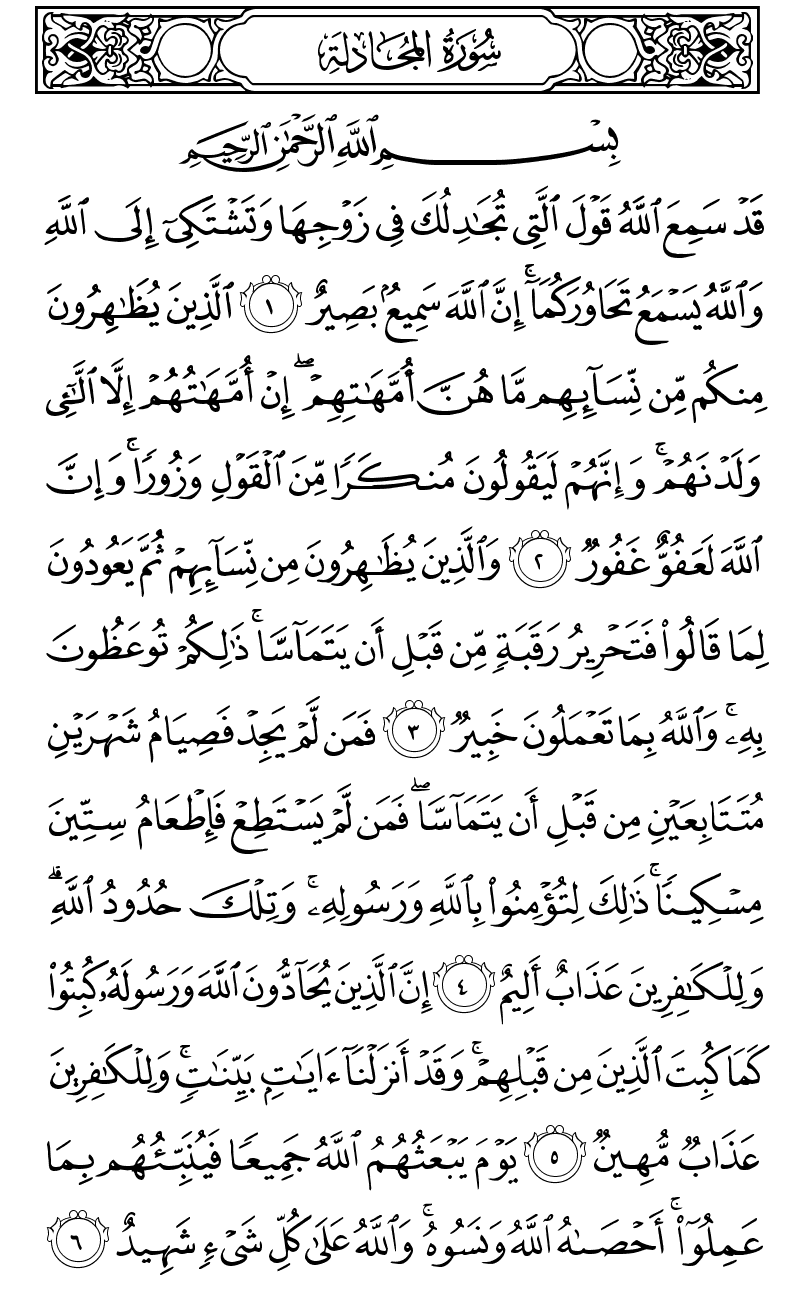 سُورَةُ المُجَادلَةِ
بِسْمِ ٱللَّهِ ٱلرَّحْمَٰنِ ٱلرَّحِيمِ
قَدْ سَمِعَ ٱللَّهُ قَوْلَ ٱلَّتِى تُجَٰدِلُكَ فِى زَوْجِهَا وَتَشْتَكِىٓ إِلَى ٱللَّهِ
وَٱللَّهُ يَسْمَعُ تَحَاوُرَكُمَآ ۚ إِنَّ ٱللَّهَ سَمِيعٌۢ بَصِيرٌ ١ ٱلَّذِينَ يُظَٰهِرُونَ
مِنكُم مِّن نِّسَآئِهِم مَّا هُنَّ أُمَّهَٰتِهِمْ ۖ إِنْ أُمَّهَٰتُهُمْ إِلَّا ٱلَّٰٓـِٔى
وَلَدْنَهُمْ ۚ وَإِنَّهُمْ لَيَقُولُونَ مُنكَرًا مِّنَ ٱلْقَوْلِ وَزُورًا ۚ وَإِنَّ
ٱللَّهَ لَعَفُوٌّ غَفُورٌ ٢ وَٱلَّذِينَ يُظَٰهِرُونَ مِن نِّسَآئِهِمْ ثُمَّ يَعُودُونَ
لِمَا قَالُوا۟ فَتَحْرِيرُ رَقَبَةٍ مِّن قَبْلِ أَن يَتَمَآسَّا ۚ ذَٰلِكُمْ تُوعَظُونَ
بِهِۦ ۚ وَٱللَّهُ بِمَا تَعْمَلُونَ خَبِيرٌ ٣ فَمَن لَّمْ يَجِدْ فَصِيَامُ شَهْرَيْنِ
مُتَتَابِعَيْنِ مِن قَبْلِ أَن يَتَمَآسَّا ۖ فَمَن لَّمْ يَسْتَطِعْ فَإِطْعَامُ سِتِّينَ
مِسْكِينًا ۚ ذَٰلِكَ لِتُؤْمِنُوا۟ بِٱللَّهِ وَرَسُولِهِۦ ۚ وَتِلْكَ حُدُودُ ٱللَّهِ ۗ
وَلِلْكَٰفِرِينَ عَذَابٌ أَلِيمٌ ٤ إِنَّ ٱلَّذِينَ يُحَآدُّونَ ٱللَّهَ وَرَسُولَهُۥ كُبِتُوا۟
كَمَا كُبِتَ ٱلَّذِينَ مِن قَبْلِهِمْ ۚ وَقَدْ أَنزَلْنَآ ءَايَٰتٍۭ بَيِّنَٰتٍ ۚ وَلِلْكَٰفِرِينَ
عَذَابٌ مُّهِينٌ ٥ يَوْمَ يَبْعَثُهُمُ ٱللَّهُ جَمِيعًا فَيُنَبِّئُهُم بِمَا
عَمِلُوٓا۟ ۚ أَحْصَىٰهُ ٱللَّهُ وَنَسُوهُ ۚ وَٱللَّهُ عَلَىٰ كُلِّ شَىْءٍ شَهِيدٌ ٦